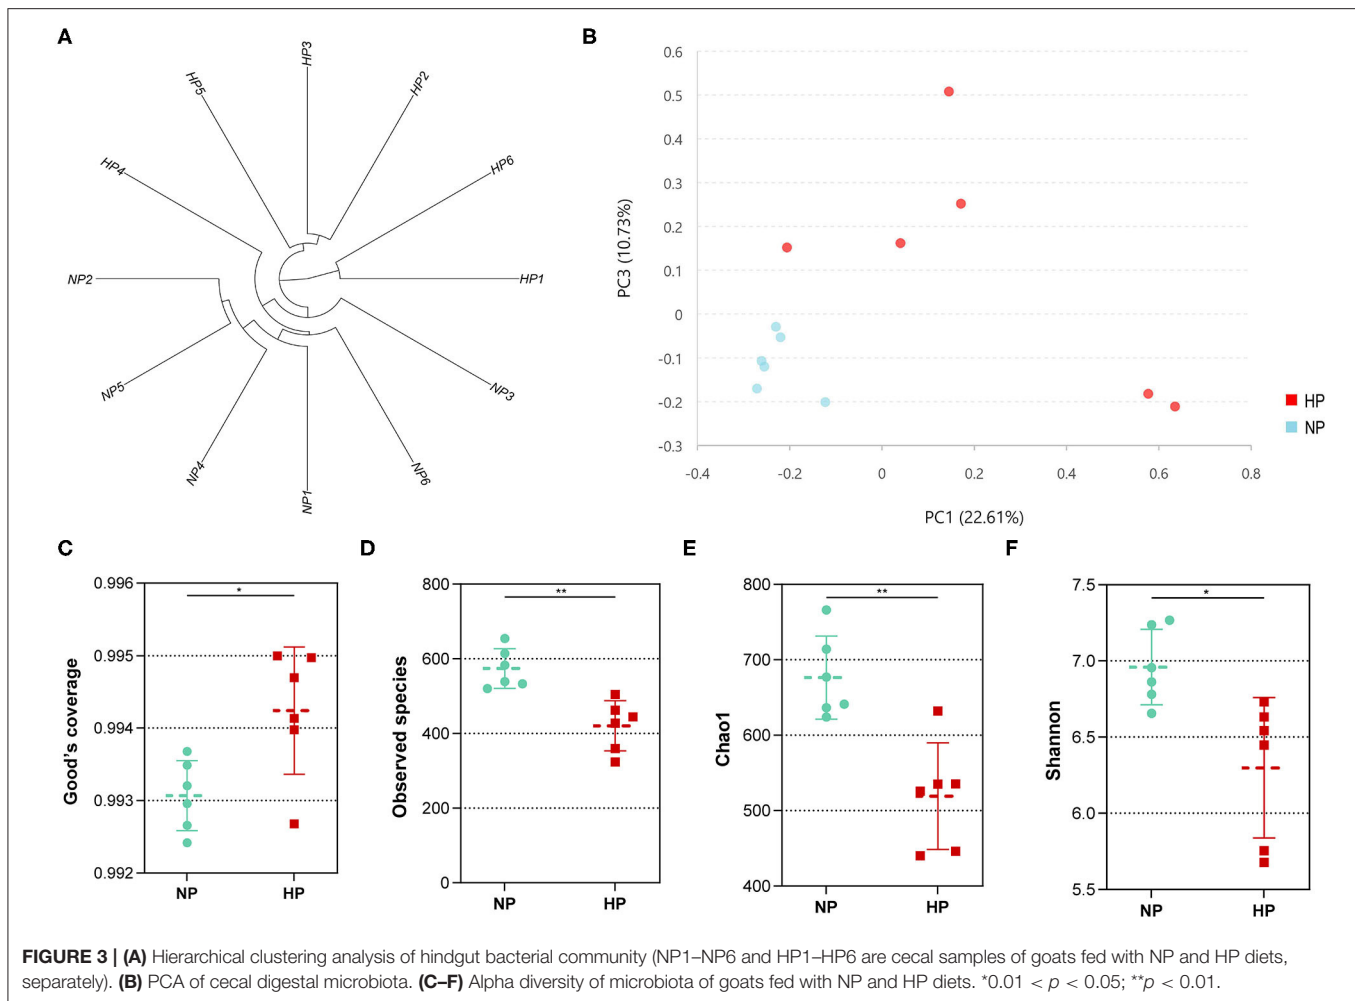 A
HP3
HP5
HP2
HP4
HP6
NP2
HP1
NP5
NP3
NP4
NP6
NP1
B
0.6
0.5
0.4
0.3
0.2
0.1
0
-0.1
-0.2
-0.3
PC3 (10.73%)
-0.4
-0.2
0
0.2
0.4
0.6
0.8
PC1 (22.61%)
HP
NP
C
0.996
0.995
0.994
0.993
0.992
Good's coverage
*
NP
HP
D
800
600
400
200
0
Observed species
**
NP
HP
E
800
700
600
500
400
Chao1
**
NP
HP
F
7.5
7.0
6.5
6.0
5.5
Shannon
*
NP
HP
FIGURE 3 | (A) Hierarchical clustering analysis of hindgut bacterial community (NP1–NP6 and HP1–HP6 are cecal samples of goats fed with NP and HP diets,
separately). (B) PCA of cecal digestal microbiota. (C–F) Alpha diversity of microbiota of goats fed with NP and HP diets. *0.01 < p < 0.05; **p < 0.01.